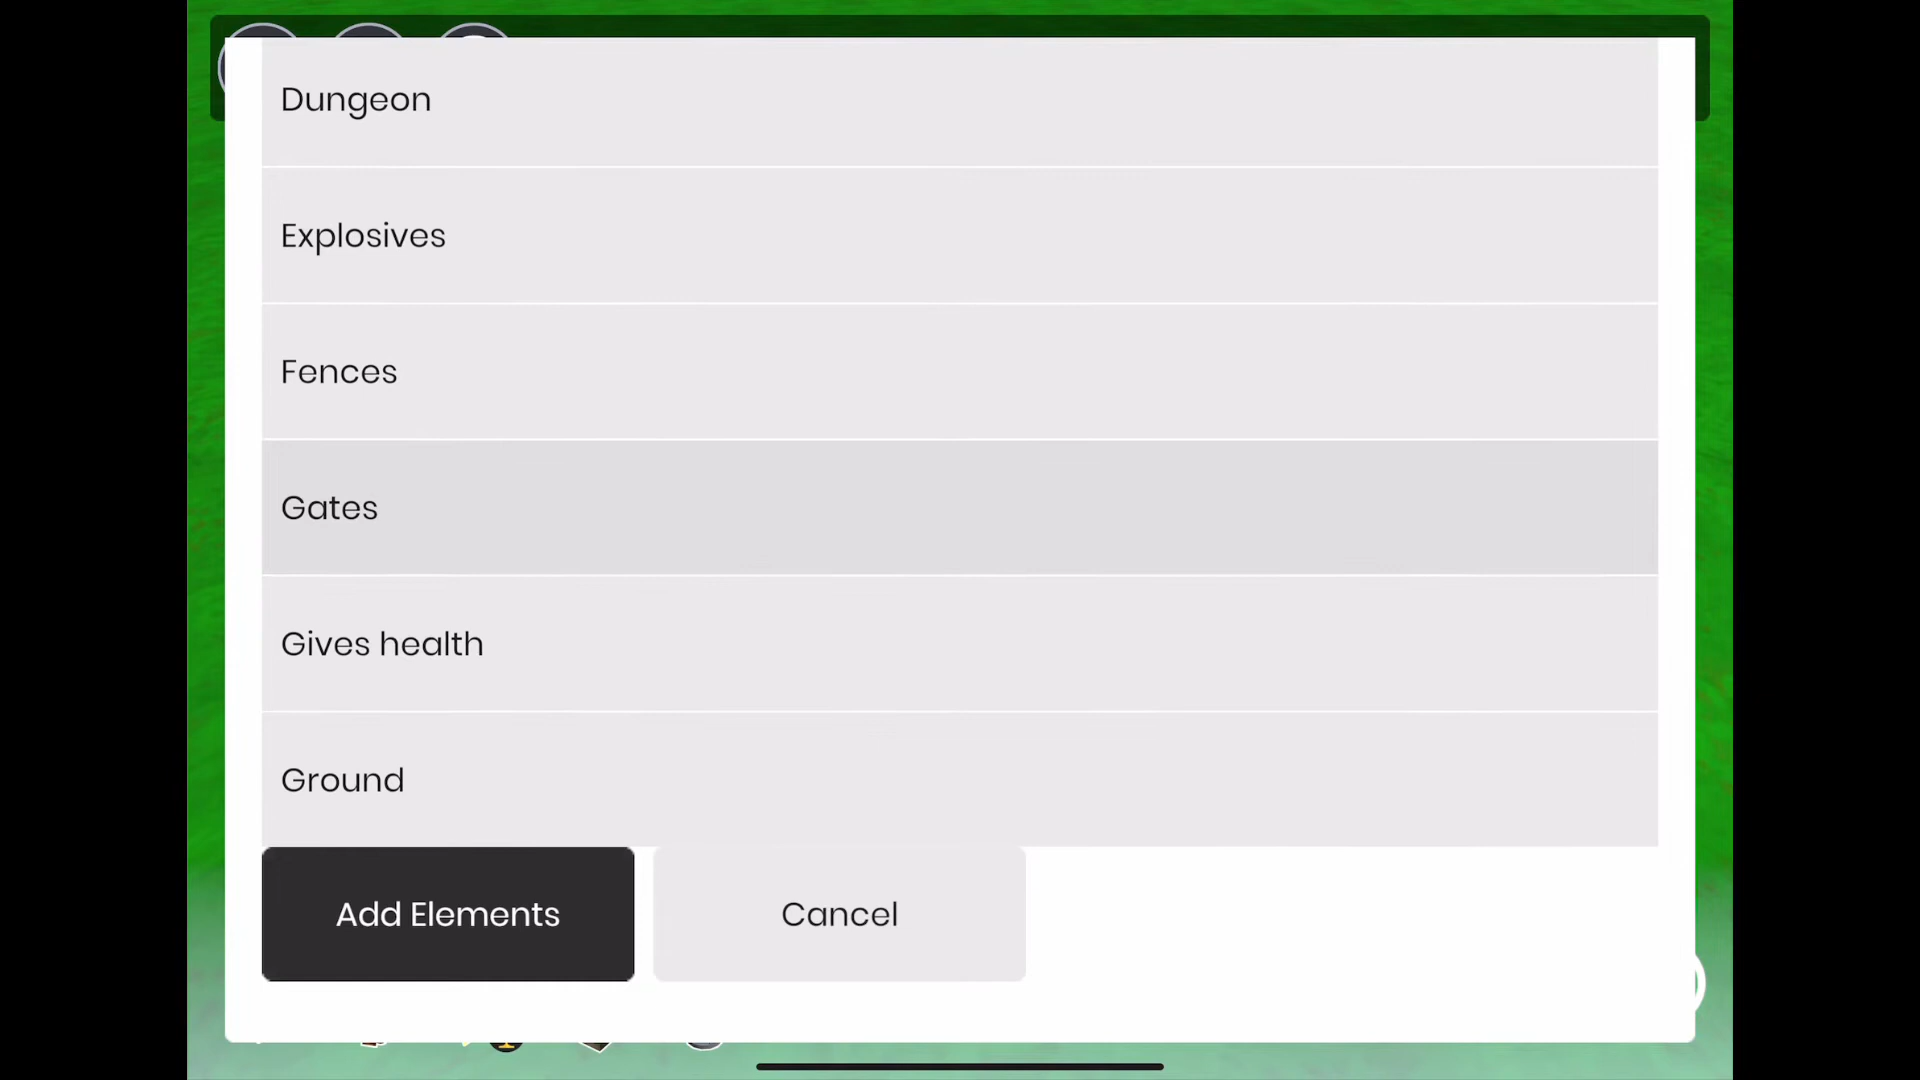 Dungeon
Explosives
Fences
Gates
Gives health
Ground
Add Elements
Cancel